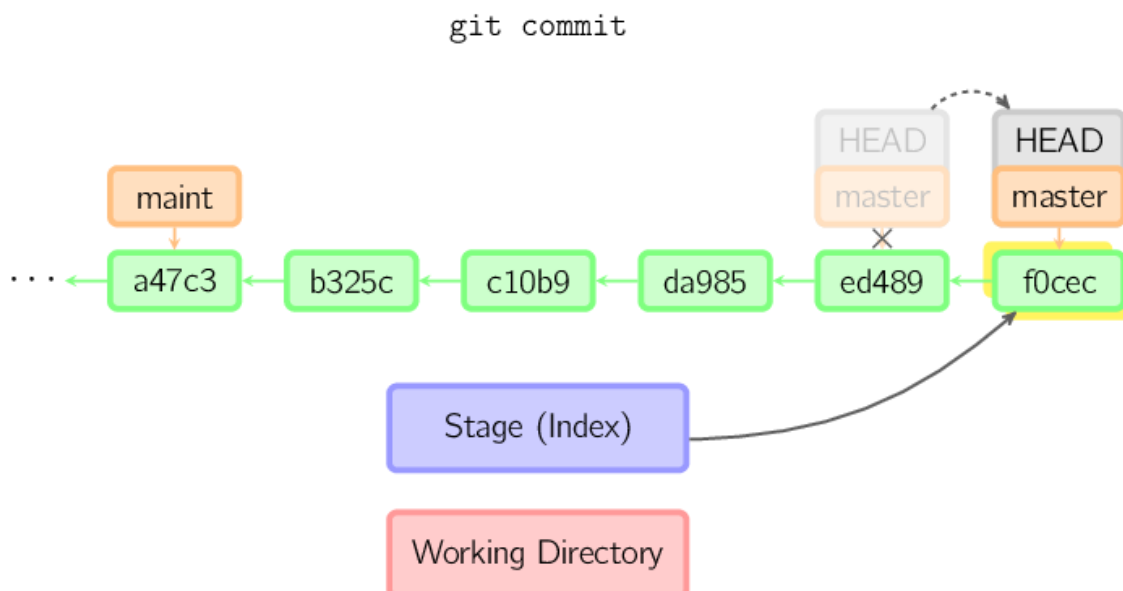 git commit
HEAD HEAD
maint master master
... a47c3 b325c c10b9 da985 ed489 f0cec
Stage (Index)
Working Directory